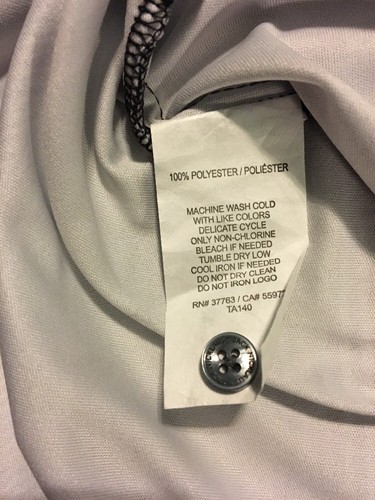 100% POLYESTER / POLIÉSTER
MACHINE WASH COLD
WITH LIKE COLORS
DELICATE CYCLE
ONLY NON-CHLORINE
BLEACH IF NEEDED
TUMBLE DRY LOW
COOL IRON IF NEEDED
DO NOT DRY CLEAN
DO NOT IRON LOGO
RN# 37763 / CA# 55977
TA140